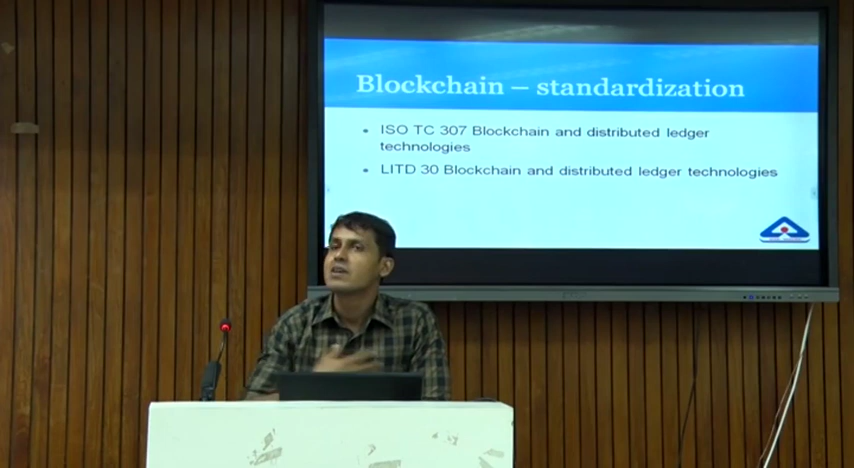 Blockchain – standardization
• ISO TC 307 Blockchain and distributed ledger
technologies
• LITD 30 Blockchain and distributed ledger technologies